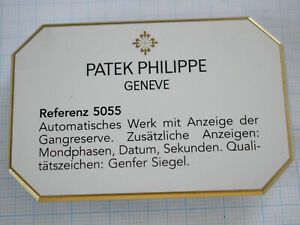 PATEK PHILIPPE
GENEVE
Referenz 5055
Automatisches Werk mit Anzeige der
Gangreserve. Zusätzliche Anzeigen:
Mondphasen, Datum, Sekunden. Quali-
tätszeichen: Genfer Siegel.